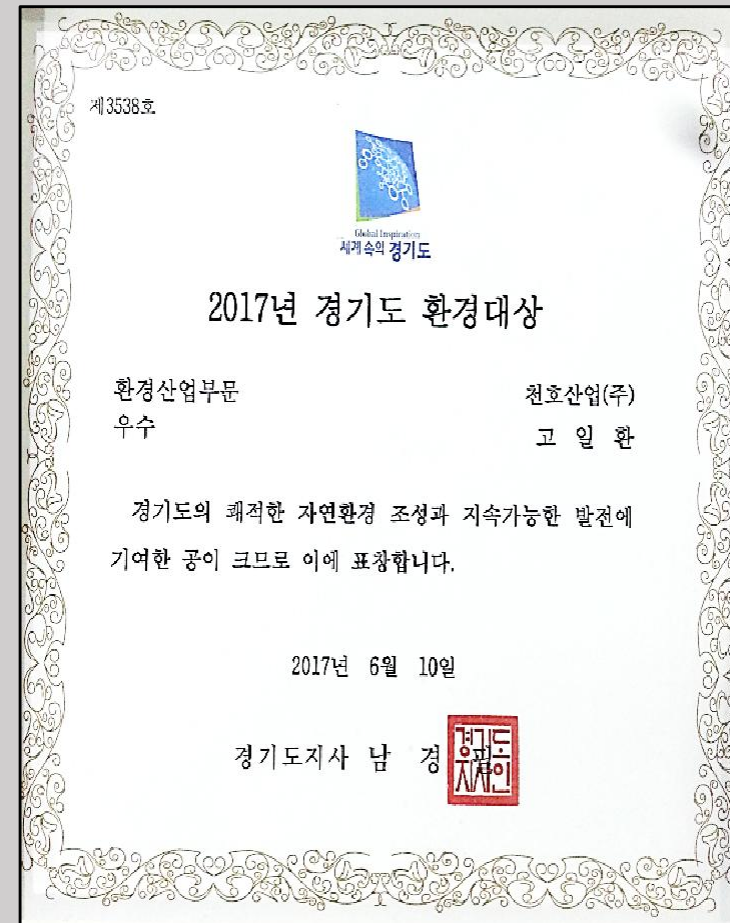 제3538호
Global Inspiration
세계 속의 경기도
2017년 경기도 환경대상
환경산업부문
우수
천호산업(주)
고 일 환
경기도의 쾌적한 자연환경 조성과 지속가능한 발전에
기여한 공이 크므로 이에 표창합니다.
2017년 6월 10일
경기도지사 남 경 필